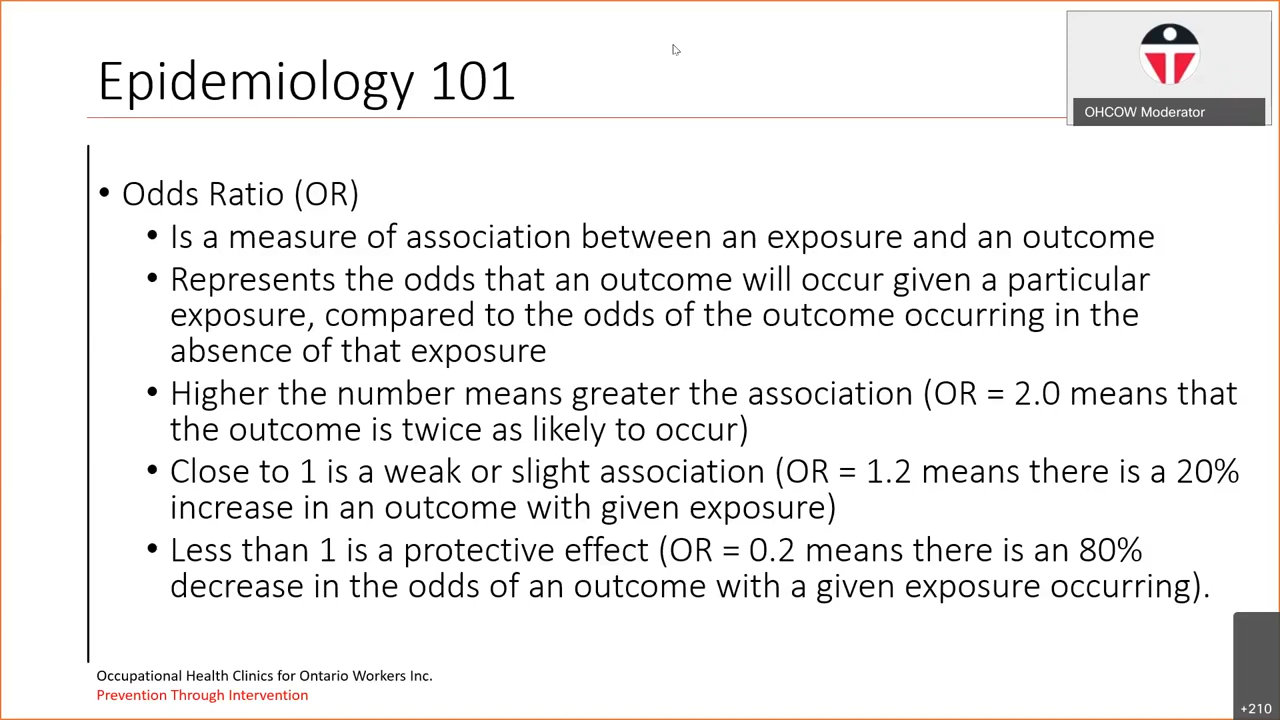 Epidemiology 101
OHCOW Moderator
• Odds Ratio (OR)
• Is a measure of association between an exposure and an outcome
• Represents the odds that an outcome will occur given a particular
exposure, compared to the odds of the outcome occurring in the
absence of that exposure
• Higher the number means greater the association (OR = 2.0 means that
the outcome is twice as likely to occur)
• Close to 1 is a weak or slight association (OR = 1.2 means there is a 20%
increase in an outcome with given exposure)
• Less than 1 is a protective effect (OR = 0.2 means there is an 80%
decrease in the odds of an outcome with a given exposure occurring).
Occupational Health Clinics for Ontario Workers Inc.
Prevention Through Intervention
+210